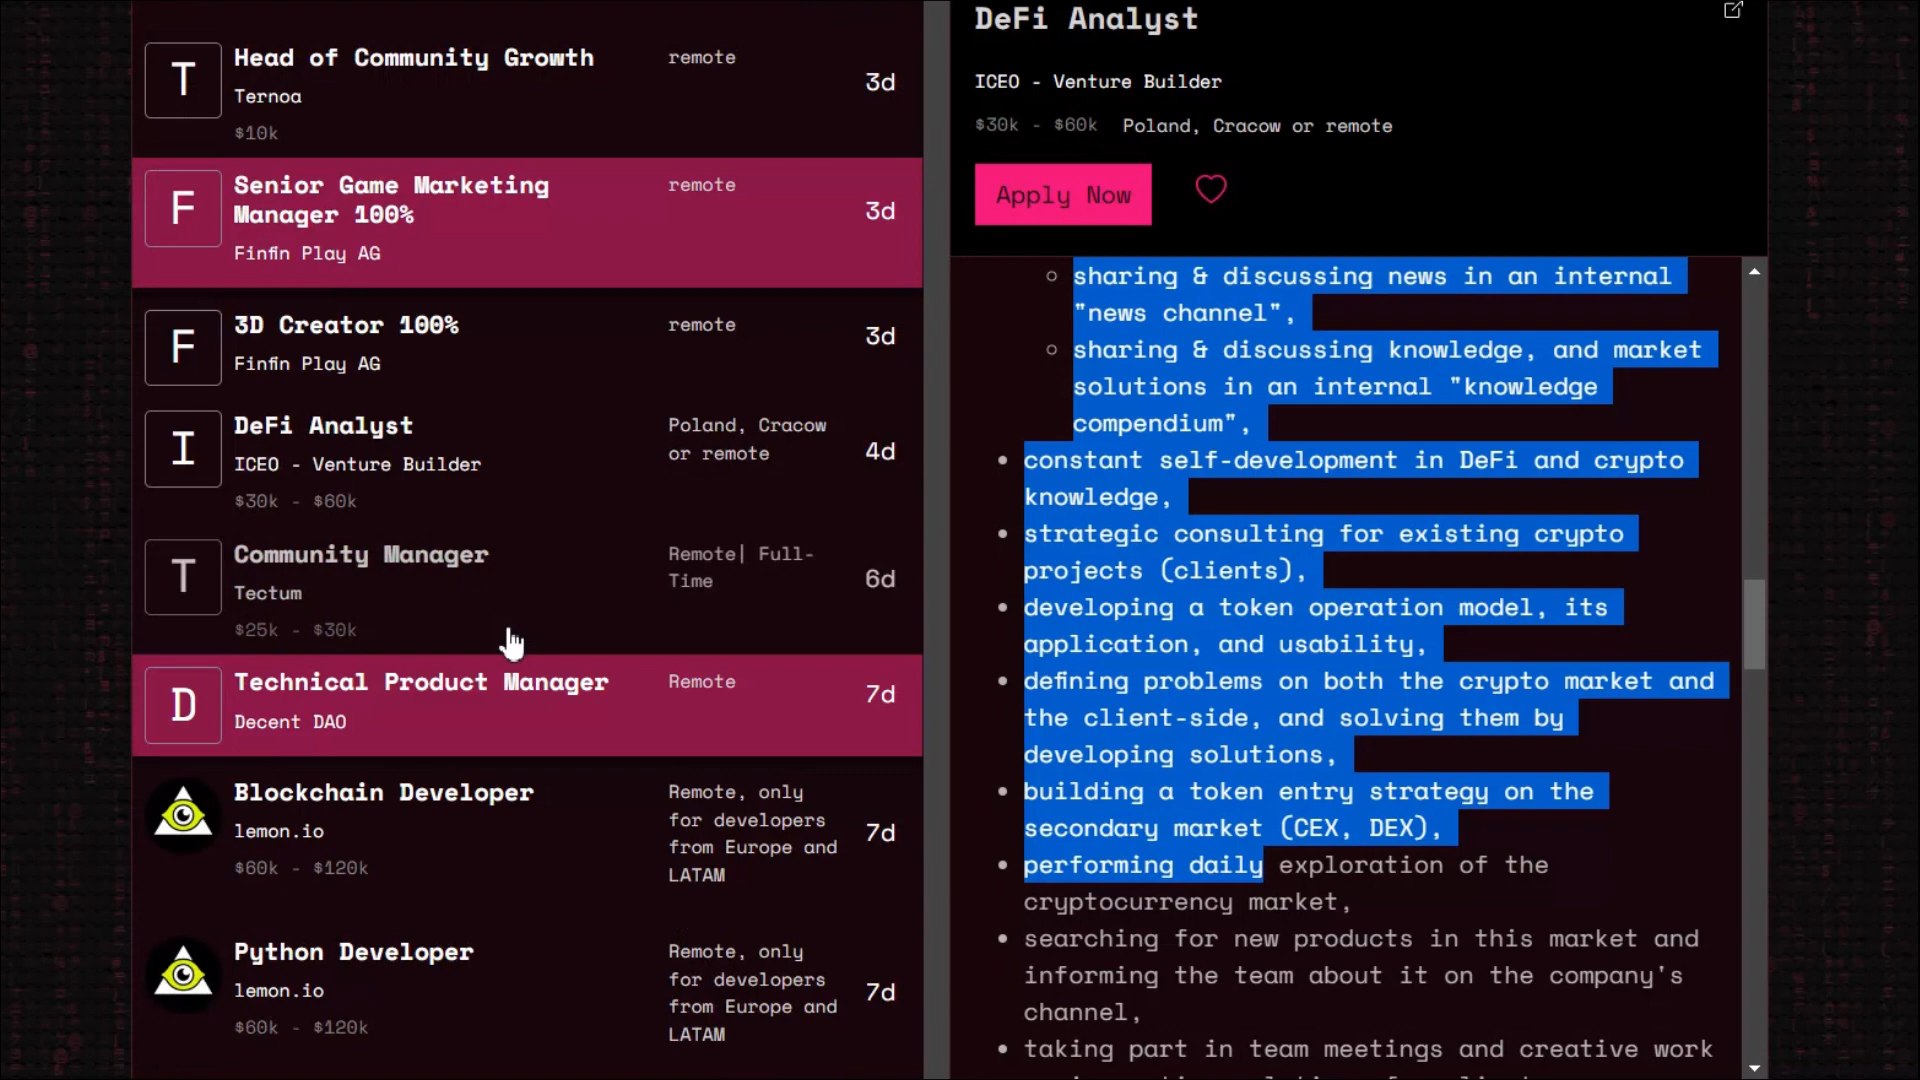 T
Head of Community Growth
Ternoa
$10k
remote
3d
F
Senior Game Marketing
Manager 100%
Finfin Play AG
remote
3d
F
3D Creator 100%
Finfin Play AG
remote
3d
I
DeFi Analyst
ICEO - Venture Builder
$30k - $60k
Poland, Cracow
or remote
4d
T
Community Manager
Tectum
$25k - $30k
Remote| Full-
Time
6d
D
Technical Product Manager
Decent DAO
Remote
7d
Blockchain Developer
lemon.io
$60k - $120k
Remote, only
for developers
from Europe and
LATAM
7d
Python Developer
lemon.io
$60k - $120k
Remote, only
for developers
from Europe and
LATAM
7d
DeFi Analyst
ICEO - Venture Builder
$30k - $60k Poland, Cracow or remote
Apply Now
sharing & discussing news in an internal
"news channel",
sharing & discussing knowledge, and market
solutions in an internal "knowledge
compendium",
constant self-development in DeFi and crypto
knowledge,
strategic consulting for existing crypto
projects (clients),
developing a token operation model, its
application, and usability,
defining problems on both the crypto market and
the client-side, and solving them by
developing solutions,
building a token entry strategy on the
secondary market (CEX, DEX),
performing daily exploration of the
cryptocurrency market,
searching for new products in this market and
informing the team about it on the company's
channel,
taking part in team meetings and creative work